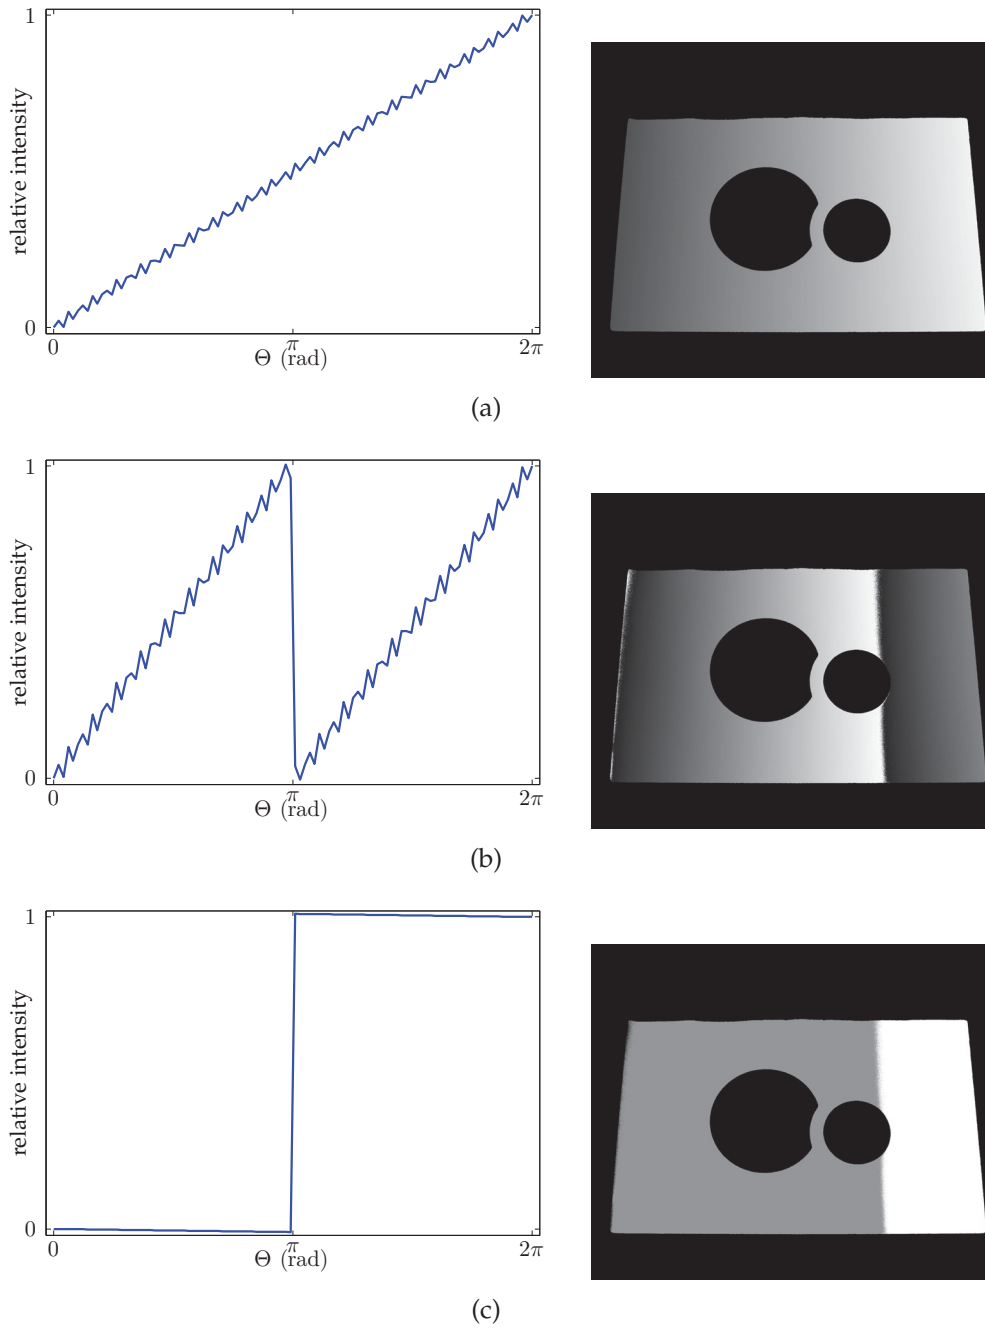 1
relative intensity
0
0
π
2π
Θ (rad)
(a)
1
relative intensity
0
0
π
2π
Θ (rad)
(b)
1
relative intensity
0
0
π
2π
Θ (rad)
(c)